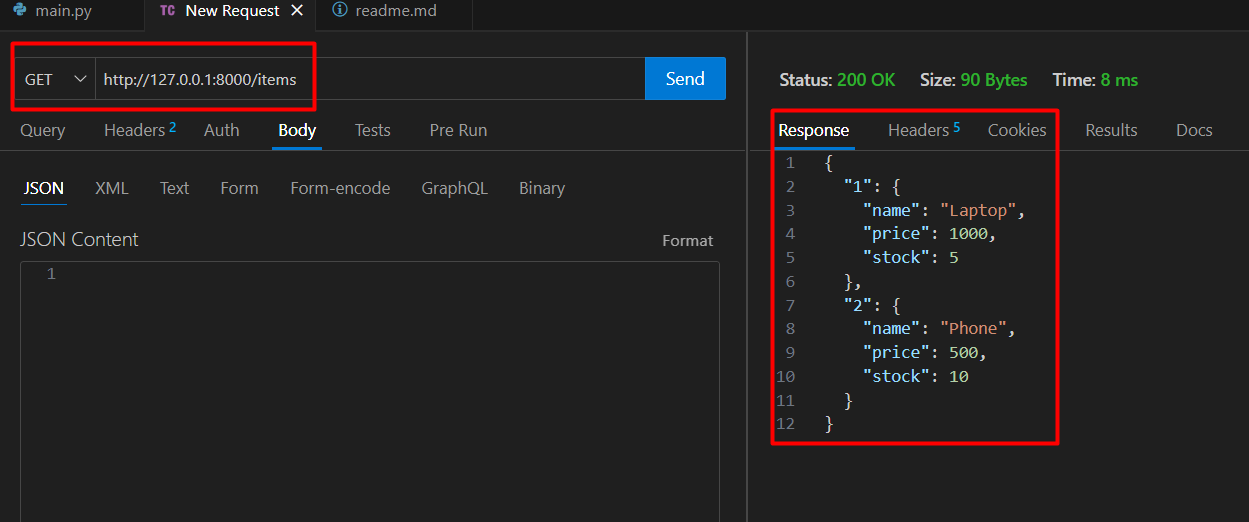 main.py TC New Request readme.md
GET http://127.0.0.1:8000/items Send
Query Headers 2 Auth Body Tests Pre Run
JSON XML Text Form Form-encode GraphQL Binary
JSON Content Format
1
Status: 200 OK Size: 90 Bytes Time: 8 ms
Response Headers 5 Cookies Results Docs
1 {
2 "1": {
3 "name": "Laptop",
4 "price": 1000,
5 "stock": 5
6 },
7 "2": {
8 "name": "Phone",
9 "price": 500,
10 "stock": 10
11 }
12 }